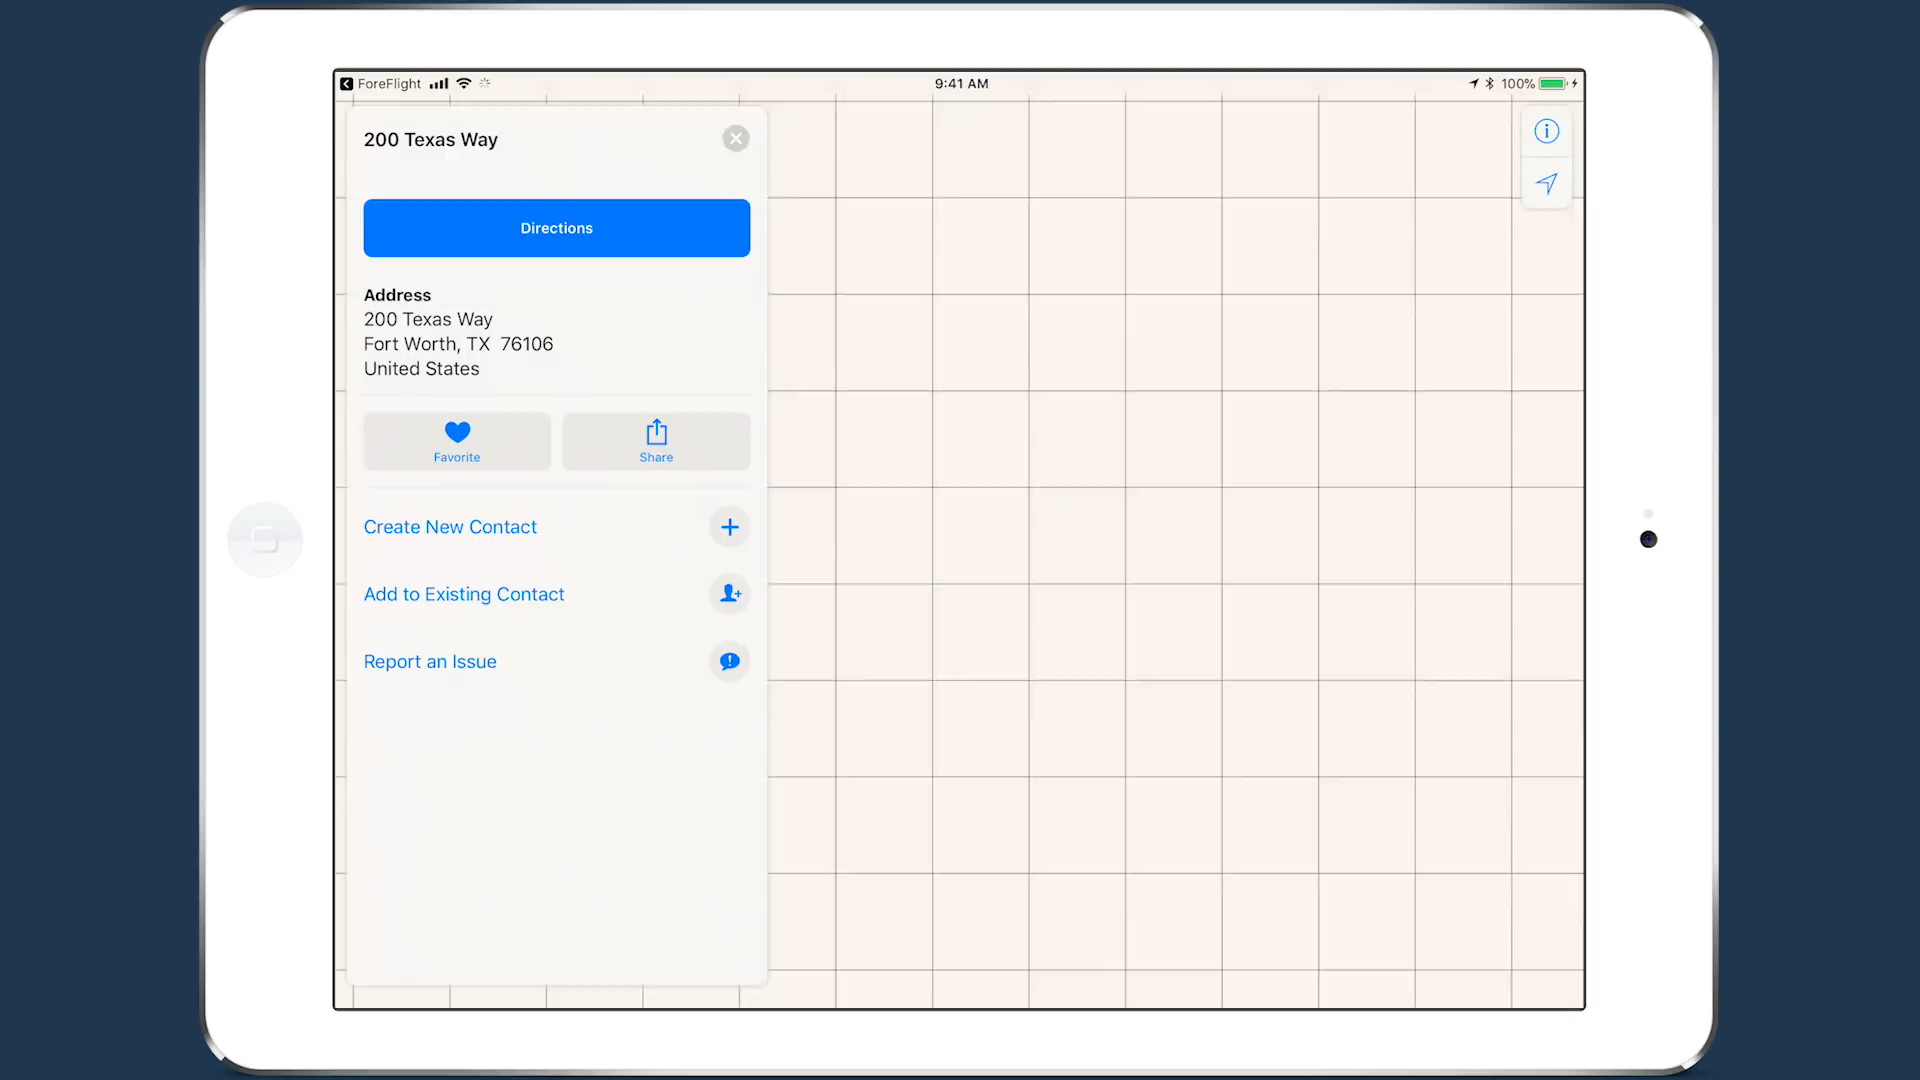 ForeFlight
9:41 AM
100%
200 Texas Way
Directions
Address
200 Texas Way
Fort Worth, TX 76106
United States
Favorite
Share
Create New Contact
Add to Existing Contact
Report an Issue